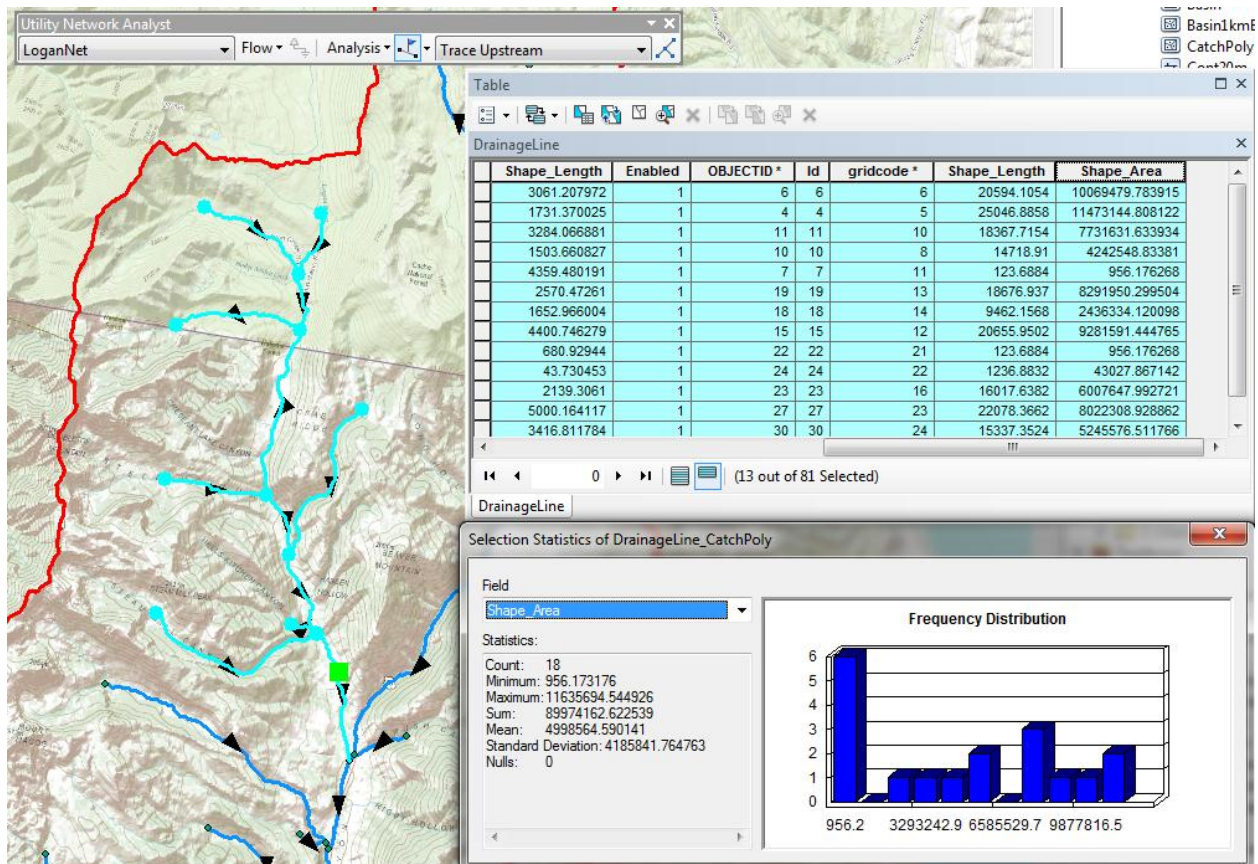 Utility Network Analyst
LoganNet Flow Analysis Trace Upstream
Basin
Basin1kmE
CatchPoly
Cont20m
Table
DrainageLine
Shape_Length Enabled OBJECTID * Id gridcode * Shape_Length Shape_Area
3061.207972 1 6 6 6 20594.1054 10069479.783915
1731.370025 1 4 4 5 25046.8858 11473144.808122
3284.066881 1 11 11 10 18367.7154 7731631.633934
1503.660827 1 10 10 8 14718.91 4242548.83381
4359.480191 1 7 7 11 123.6884 956.176268
2570.47261 1 19 19 13 18676.937 8291950.299504
1652.966004 1 18 18 14 9462.1568 2436334.120098
4400.746279 1 15 15 12 20655.9502 9281591.444765
680.92944 1 22 22 21 123.6884 956.176268
43.730453 1 24 24 22 1236.8832 43027.867142
2139.3061 1 23 23 16 16017.6382 6007647.992721
5000.164117 1 27 27 23 22078.3662 8022308.928862
3416.811784 1 30 30 24 15337.3524 5245576.511766
0 (13 out of 81 Selected)
DrainageLine
Selection Statistics of DrainageLine_CatchPoly
Field
Shape_Area
Statistics:
Count: 18
Minimum: 956.173176
Maximum: 11635694.544926
Sum: 89974162.622539
Mean: 4998564.590141
Standard Deviation: 4185841.764763
Nulls: 0
Frequency Distribution
6
5
4
3
2
1
0
956.2 3293242.9 6585529.7 9877816.5